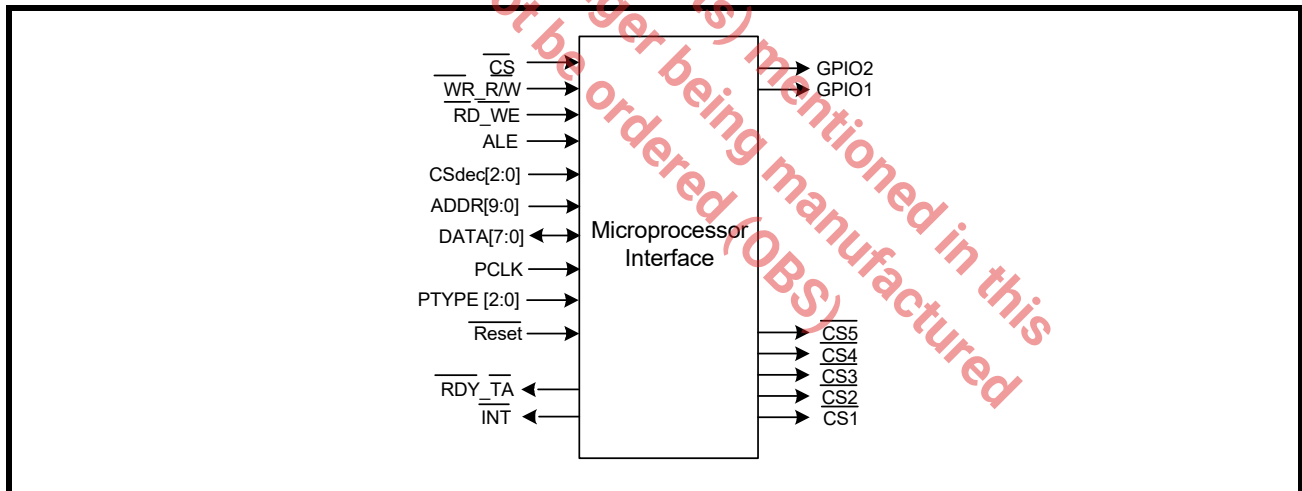 CS
WR_R/W
RD_WE
ALE
CSdec[2:0]
ADDR[9:0]
DATA[7:0]
PCLK
PTYPE [2:0]
Reset
RDY_TA
INT
Microprocessor
Interface
GPIO2
GPIO1
CS5
CS4
CS3
CS2
CS1
mentioned in this
ger being manufactured
be ordered (OBS)